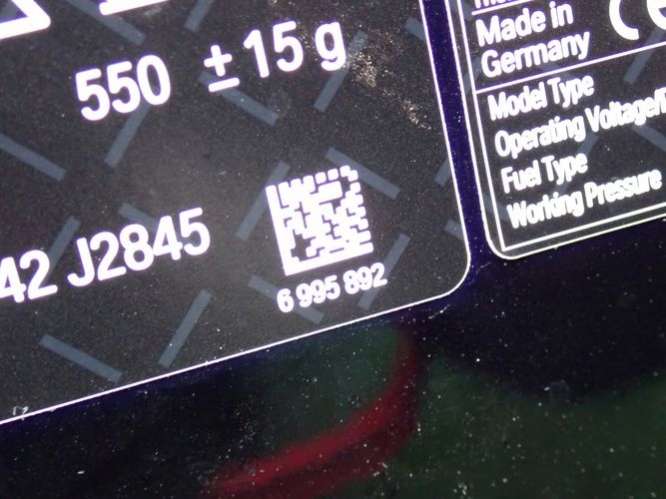 550 ± 15 g
42 J2845
6 995 892
Made in
Germany
Model Type
Operating Voltage/
Fuel Type
Working Pressure